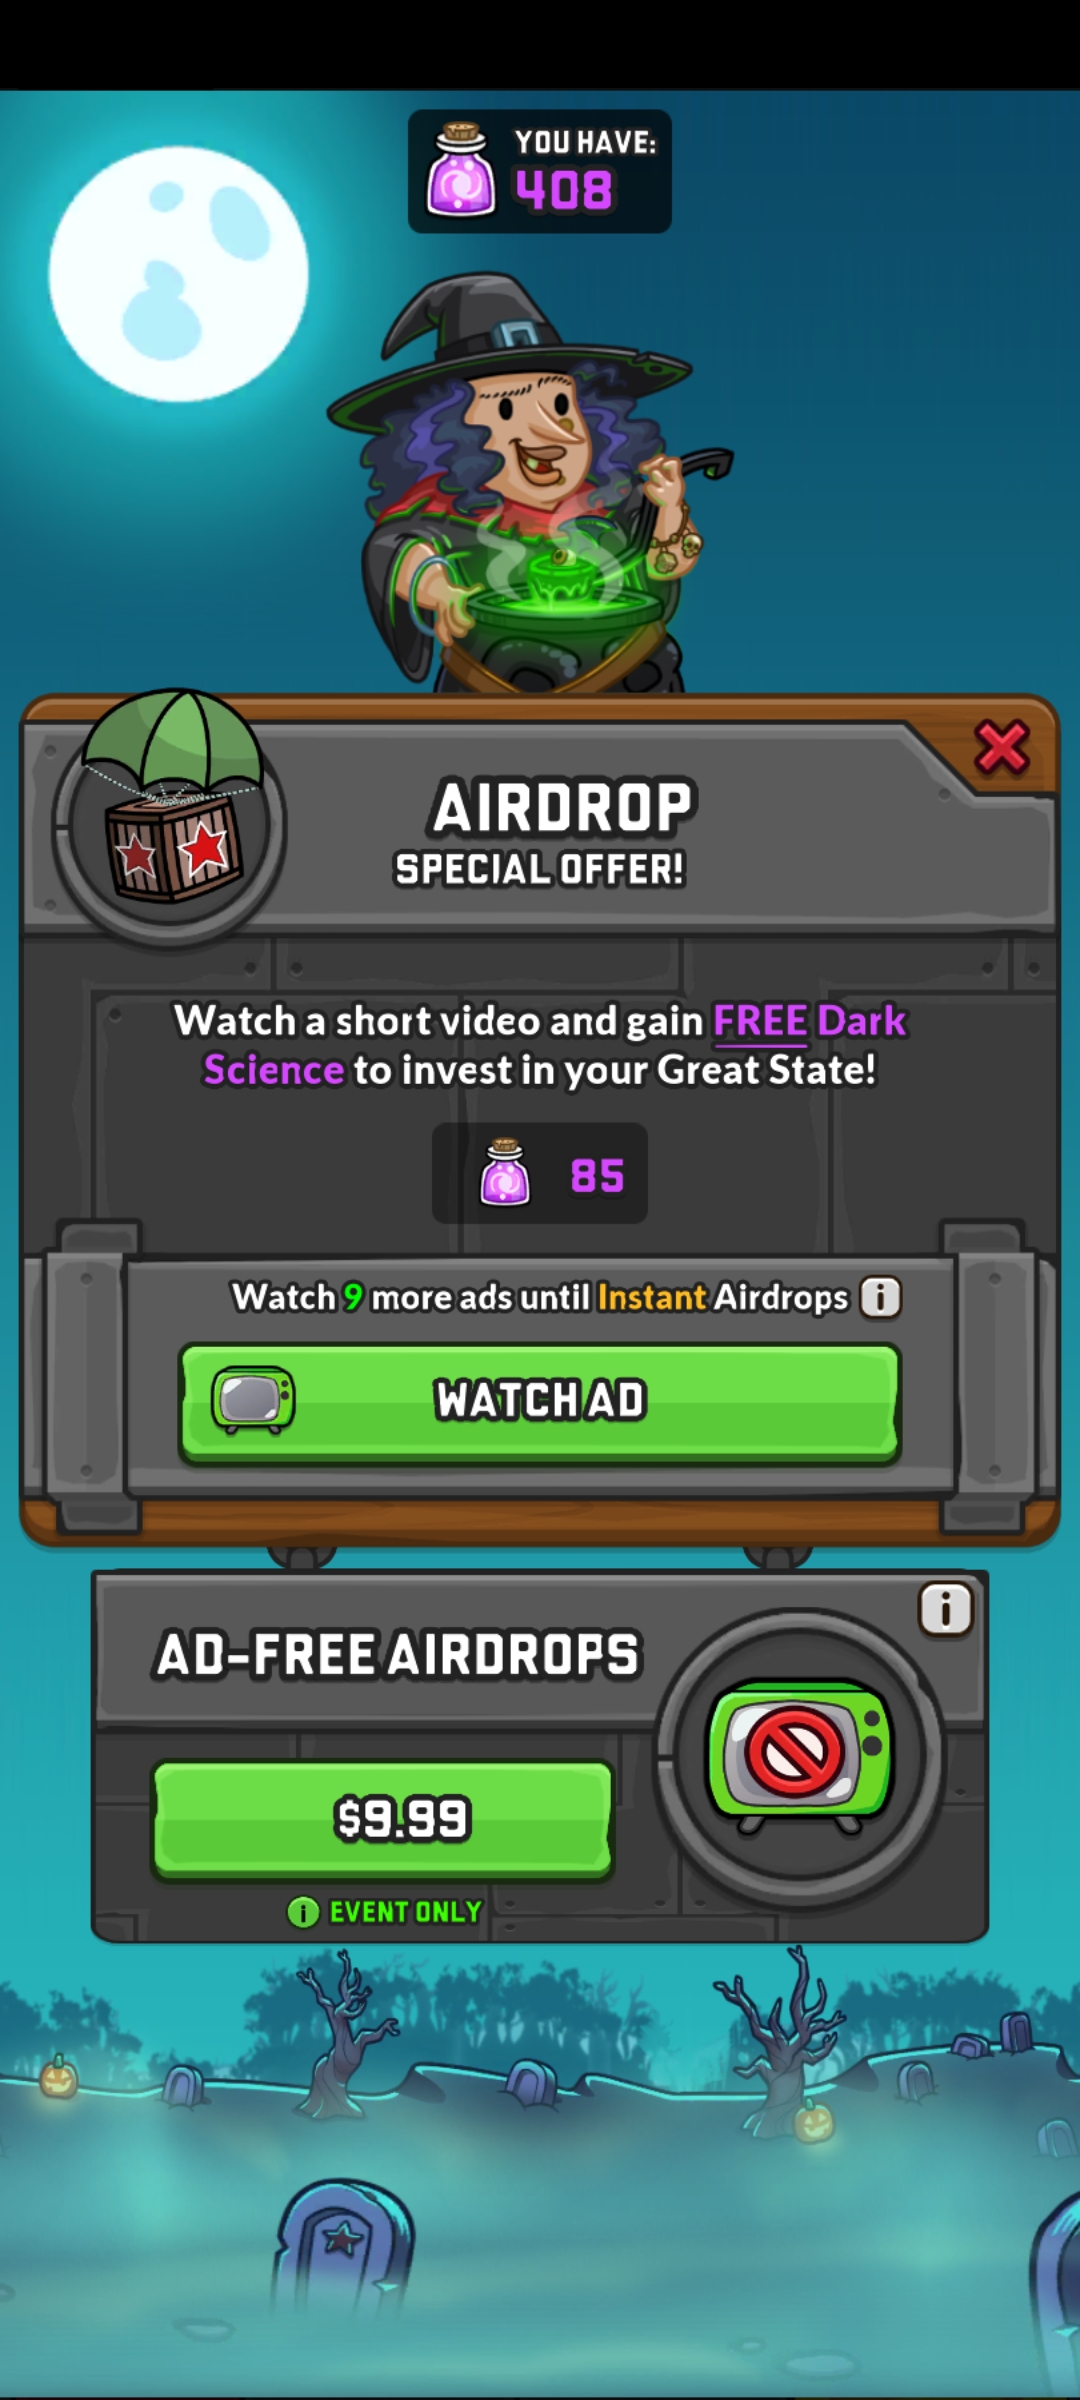 YOU HAVE:
408
AIRDROP
SPECIAL OFFER!
Watch a short video and gain FREE Dark
Science to invest in your Great State!
85
Watch 9 more ads until Instant Airdrops i
WATCH AD
i
AD-FREE AIRDROPS
$9.99
i EVENT ONLY